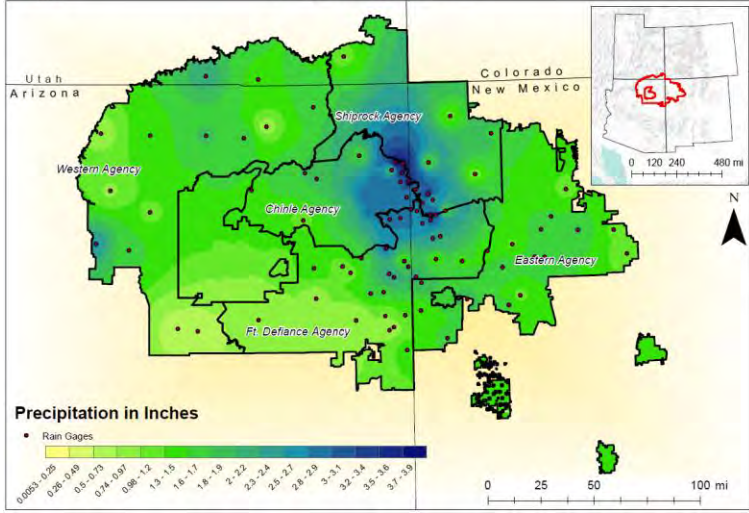 Utah
Arizona
Colorado
New Mexico
Shiprock Agency
Western Agency
Chinle Agency
Eastern Agency
Ft. Defiance Agency
0 120 240 480 mi
N
Precipitation in Inches
Rain Gages
0.0053 - 0.25
0.26 - 0.49
0.5 - 0.73
0.74 - 0.97
0.98 - 1.2
1.3 - 1.5
1.6 - 1.7
1.8 - 1.9
2 - 2.2
2.3 - 2.4
2.5 - 2.7
2.8 - 2.9
3 - 3.1
3.2 - 3.4
3.5 - 3.6
3.7 - 3.9
0 25 50 100 mi